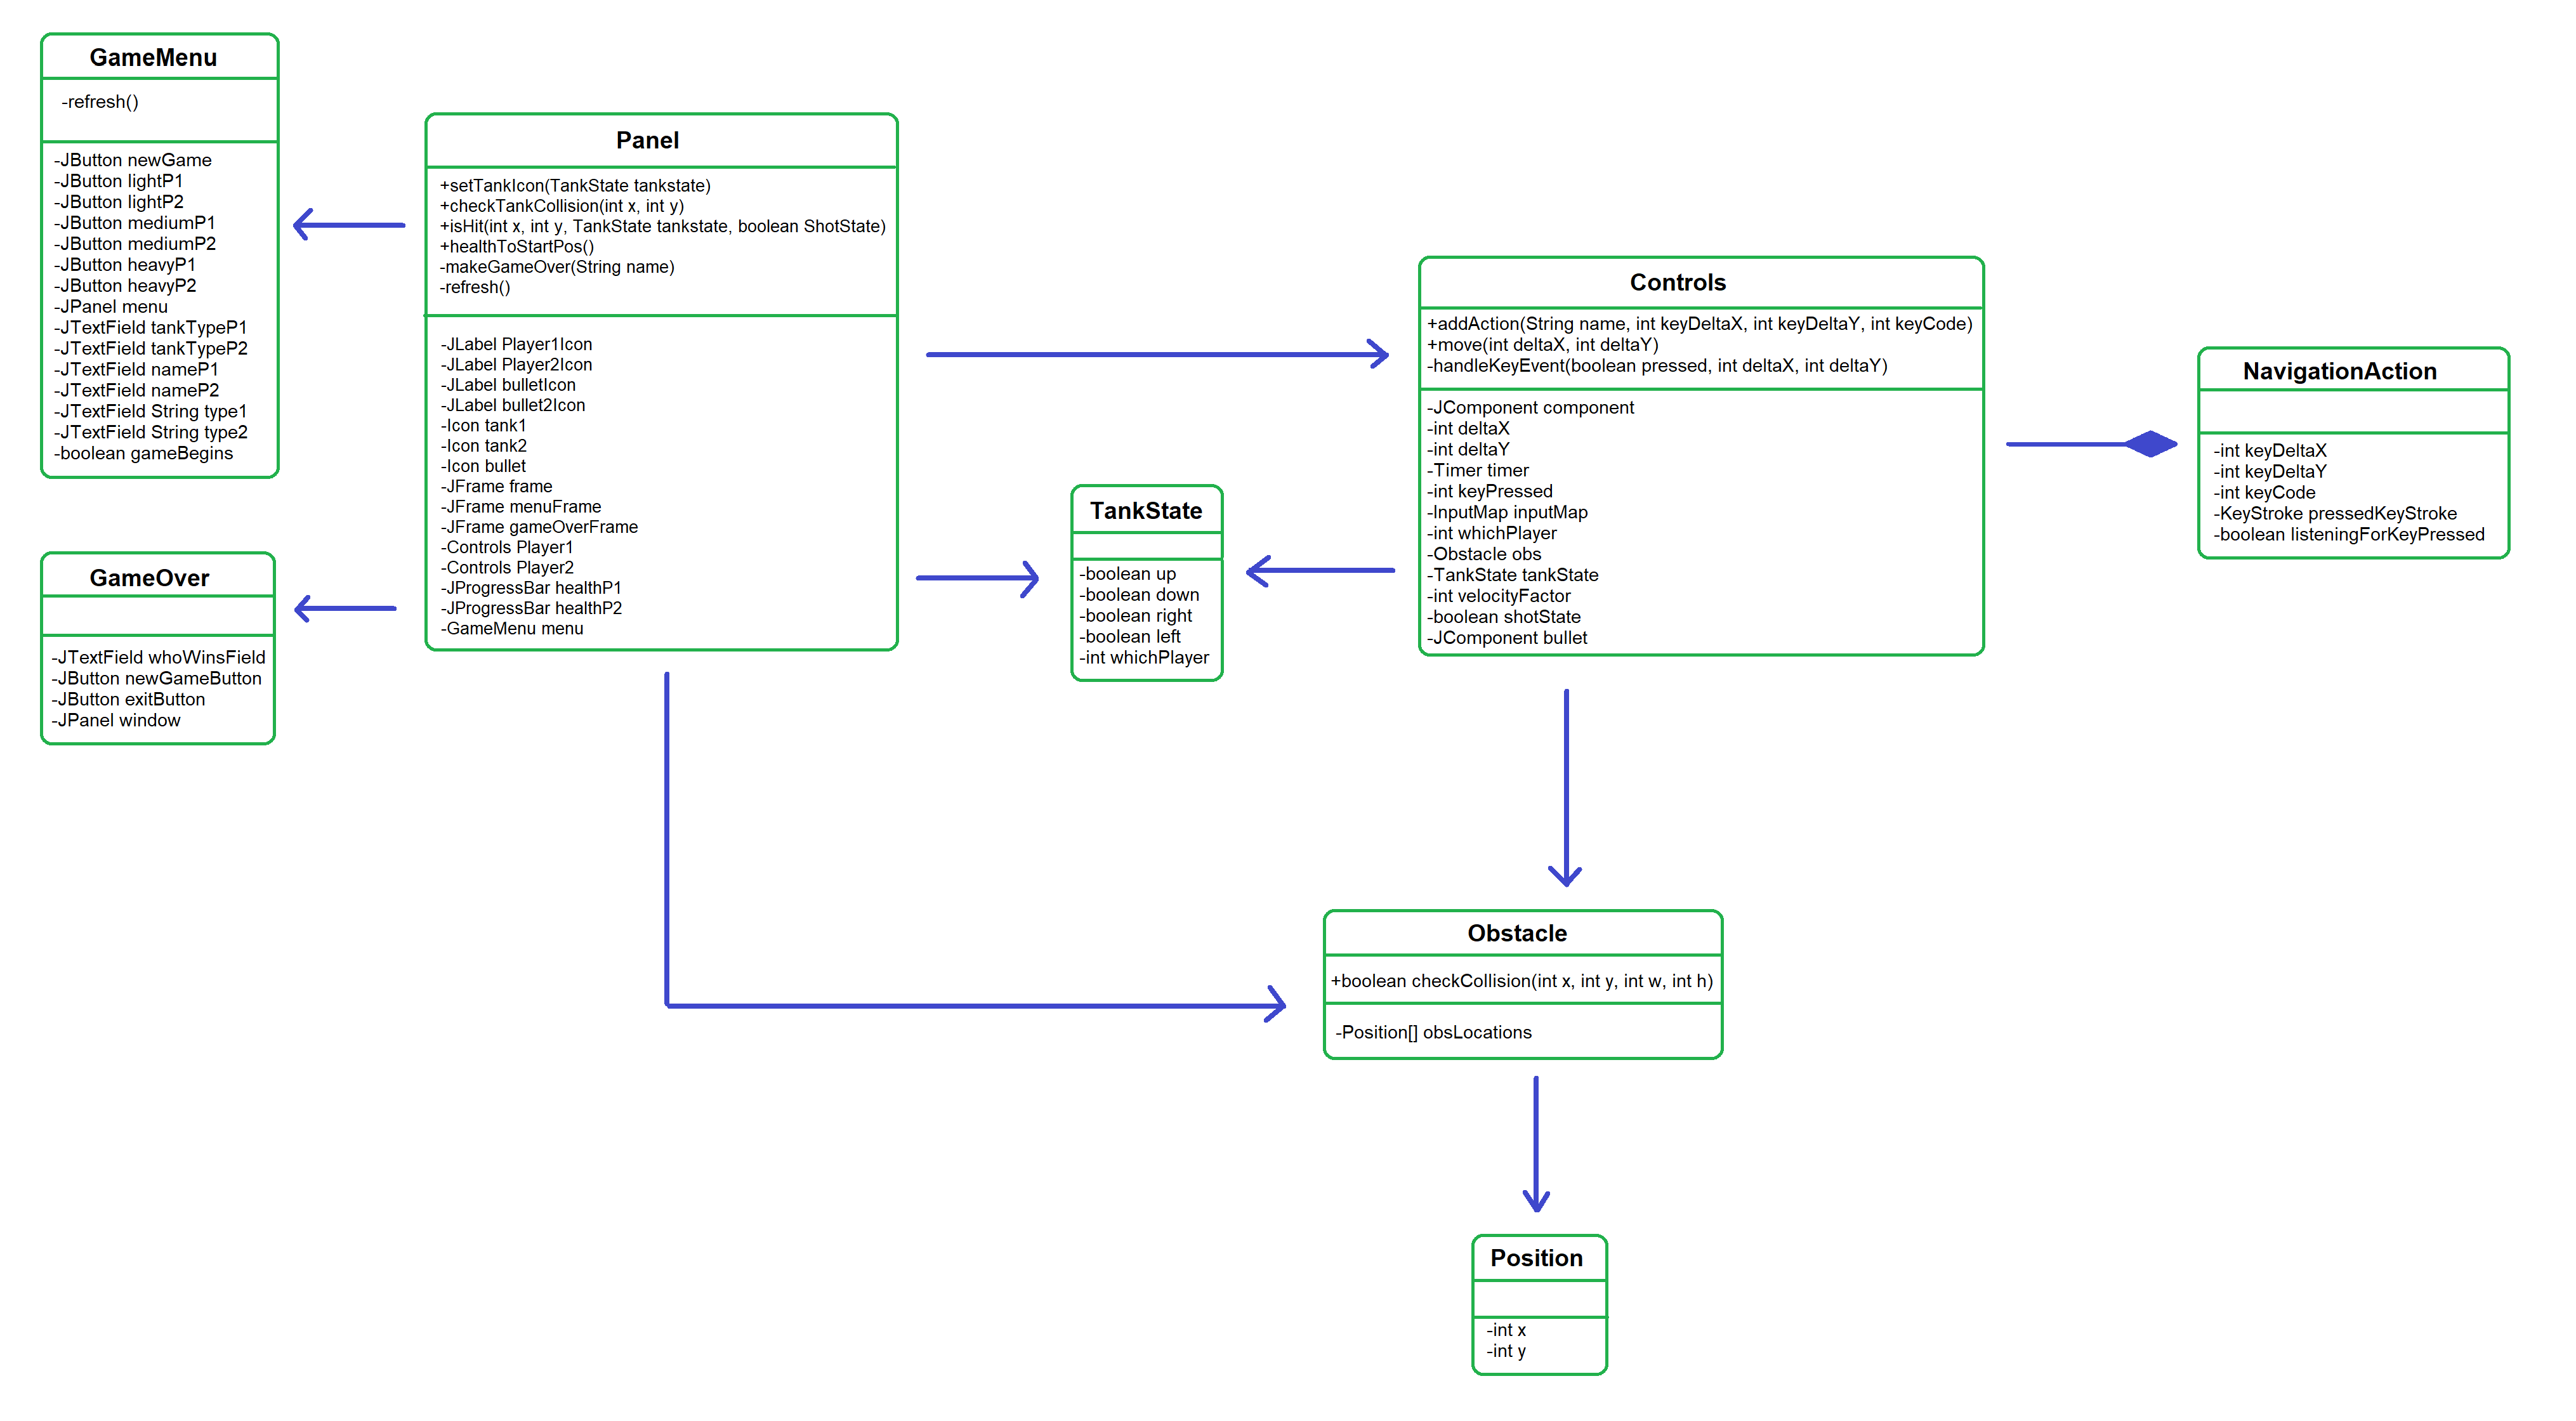 GameMenu
-refresh()
-JButton newGame
-JButton lightP1
-JButton lightP2
-JButton mediumP1
-JButton mediumP2
-JButton heavyP1
-JButton heavyP2
-JPanel menu
-JTextField tankTypeP1
-JTextField tankTypeP2
-JTextField nameP1
-JTextField nameP2
-JTextField String type1
-JTextField String type2
-boolean gameBegins
GameOver
-JTextField whoWinsField
-JButton newGameButton
-JButton exitButton
-JPanel window
Panel
+setTankIcon(TankState tankstate)
+checkTankCollision(int x, int y)
+isHit(int x, int y, TankState tankstate, boolean ShotState)
+healthToStartPos()
-makeGameOver(String name)
-refresh()
-JLabel Player1Icon
-JLabel Player2Icon
-JLabel bulletIcon
-JLabel bullet2Icon
-Icon tank1
-Icon tank2
-Icon bullet
-JFrame frame
-JFrame menuFrame
-JFrame gameOverFrame
-Controls Player1
-Controls Player2
-JProgressBar healthP1
-JProgressBar healthP2
-GameMenu menu
TankState
-boolean up
-boolean down
-boolean right
-boolean left
-int whichPlayer
Controls
+addAction(String name, int keyDeltaX, int keyDeltaY, int keyCode)
+move(int deltaX, int deltaY)
-handleKeyEvent(boolean pressed, int deltaX, int deltaY)
-JComponent component
-int deltaX
-int deltaY
-Timer timer
-int keyPressed
-InputMap inputMap
-int whichPlayer
-Obstacle obs
-TankState tankState
-int velocityFactor
-boolean shotState
-JComponent bullet
NavigationAction
-int keyDeltaX
-int keyDeltaY
-int keyCode
-KeyStroke pressedKeyStroke
-boolean listeningForKeyPressed
Obstacle
+boolean checkCollision(int x, int y, int w, int h)
-Position[] obsLocations
Position
-int x
-int y